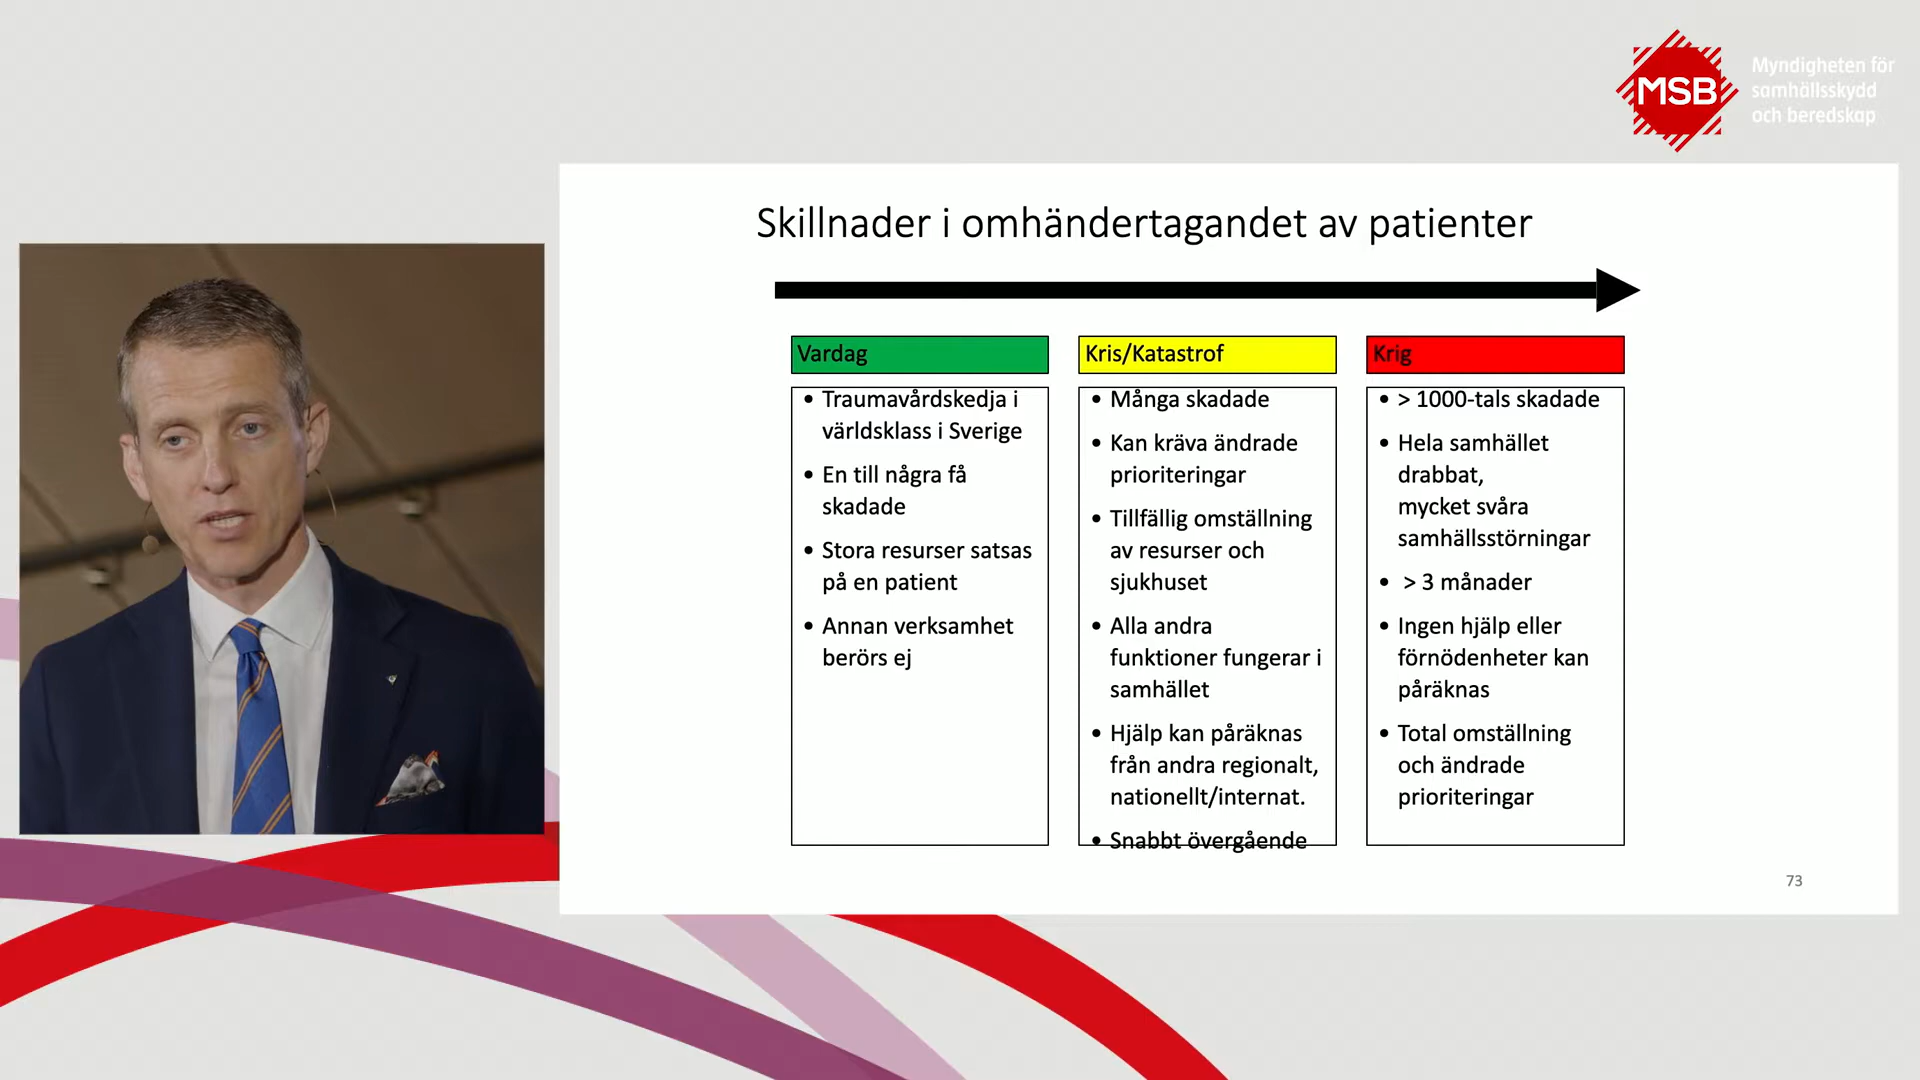 MSB
Myndigheten för
samhällsskydd
och beredskap
Skillnader i omhändertagandet av patienter
Vardag
• Traumavårdskedja i
världsklass i Sverige
• En till några få
skadade
• Stora resurser satsas
på en patient
• Annan verksamhet
berörs ej
Kris/Katastrof
• Många skadade
• Kan kräva ändrade
prioriteringar
• Tillfällig omställning
av resurser och
sjukhuset
• Alla andra
funktioner fungerar i
samhället
• Hjälp kan påräknas
från andra regionalt,
nationellt/internat.
• Snabbt övergående
Krig
• > 1000-tals skadade
• Hela samhället
drabbat,
mycket svåra
samhällsstörningar
• > 3 månader
• Ingen hjälp eller
förnödenheter kan
påräknas
• Total omställning
och ändrade
prioriteringar
73